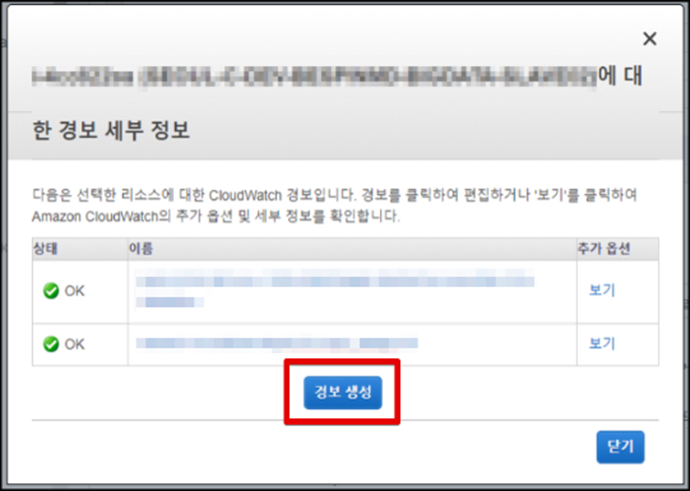 에 대
한 경보 세부 정보
다음은 선택한 리소스에 대한 CloudWatch 경보입니다. 경보를 클릭하여 편집하거나 '보기'를 클릭하여
Amazon CloudWatch의 추가 옵션 및 세부 정보를 확인합니다.
상태 이름 추가 옵션
OK 보기
OK 보기
경보 생성
닫기